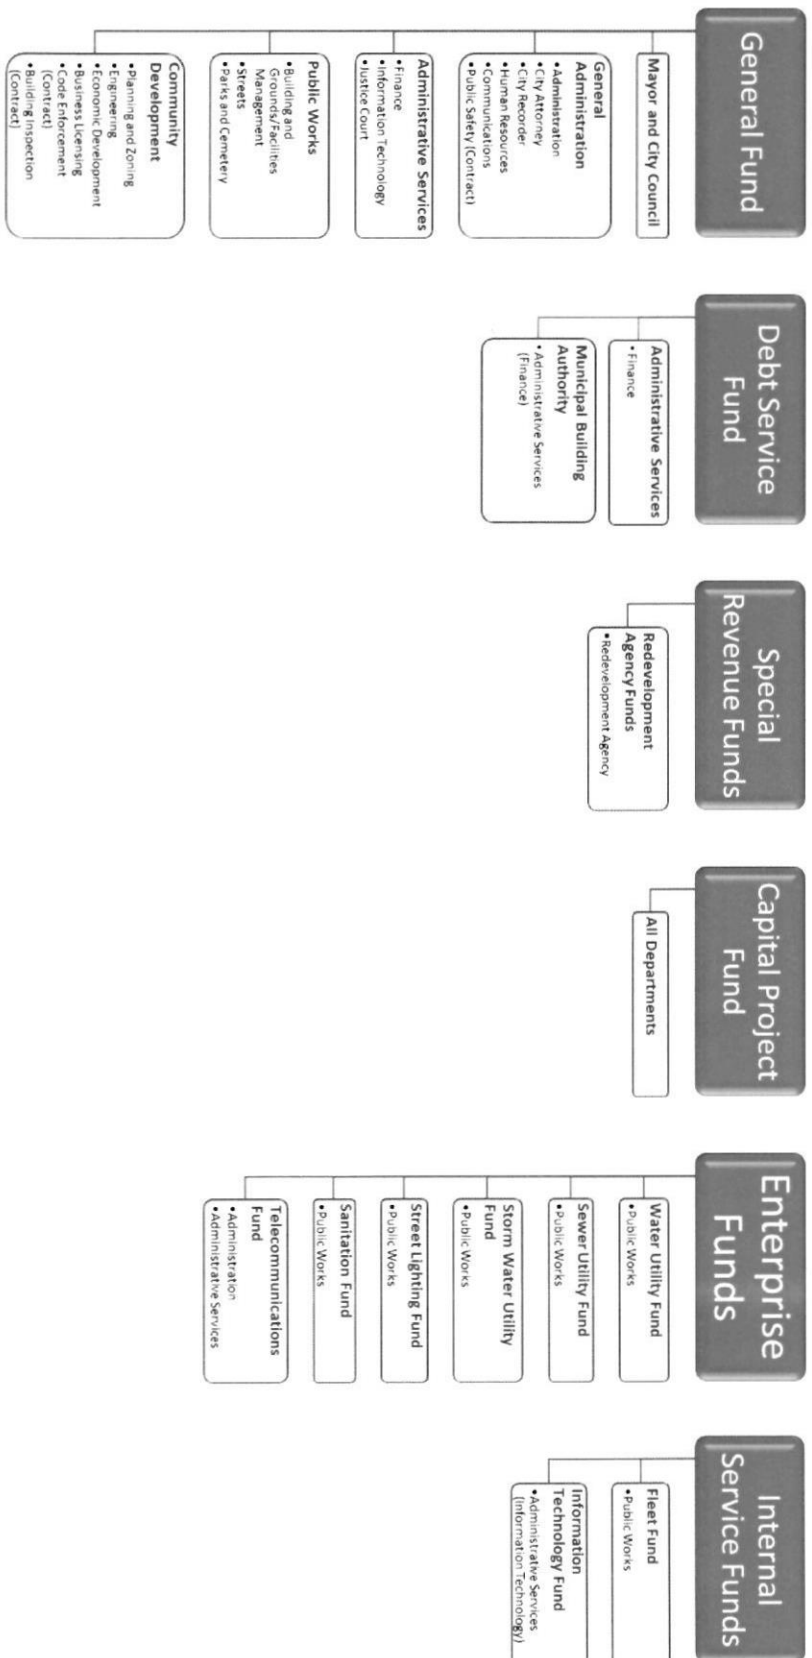 General Fund
Mayor and City Council
General
Administration
•Administration
•City Attorney
•City Recorder
•Human Resources
•Communications
•Public Safety (Contract)
Administrative Services
•Finance
•Information Technology
•Justice Court
Public Works
•Building and
Grounds/Facilities
Management
•Streets
•Parks and Cemetery
Community
Development
•Planning and Zoning
•Engineering
•Economic Development
•Business Licensing
•Code Enforcement
(Contract)
•Building Inspection
(Contract)
Debt Service
Fund
Administrative Services
•Finance
Municipal Building
Authority
•Administrative Services
(Finance)
Special
Revenue Funds
Redevelopment
Agency Funds
•Redevelopment Agency
Capital Project
Fund
All Departments
Enterprise
Funds
Water Utility Fund
•Public Works
Sewer Utility Fund
•Public Works
Storm Water Utility
Fund
•Public Works
Street Lighting Fund
•Public Works
Sanitation Fund
•Public Works
Telecommunications
Fund
•Administration
•Administrative Services
Internal
Service Funds
Fleet Fund
•Public Works
Information
Technology Fund
•Administrative Services
(Information Technology)